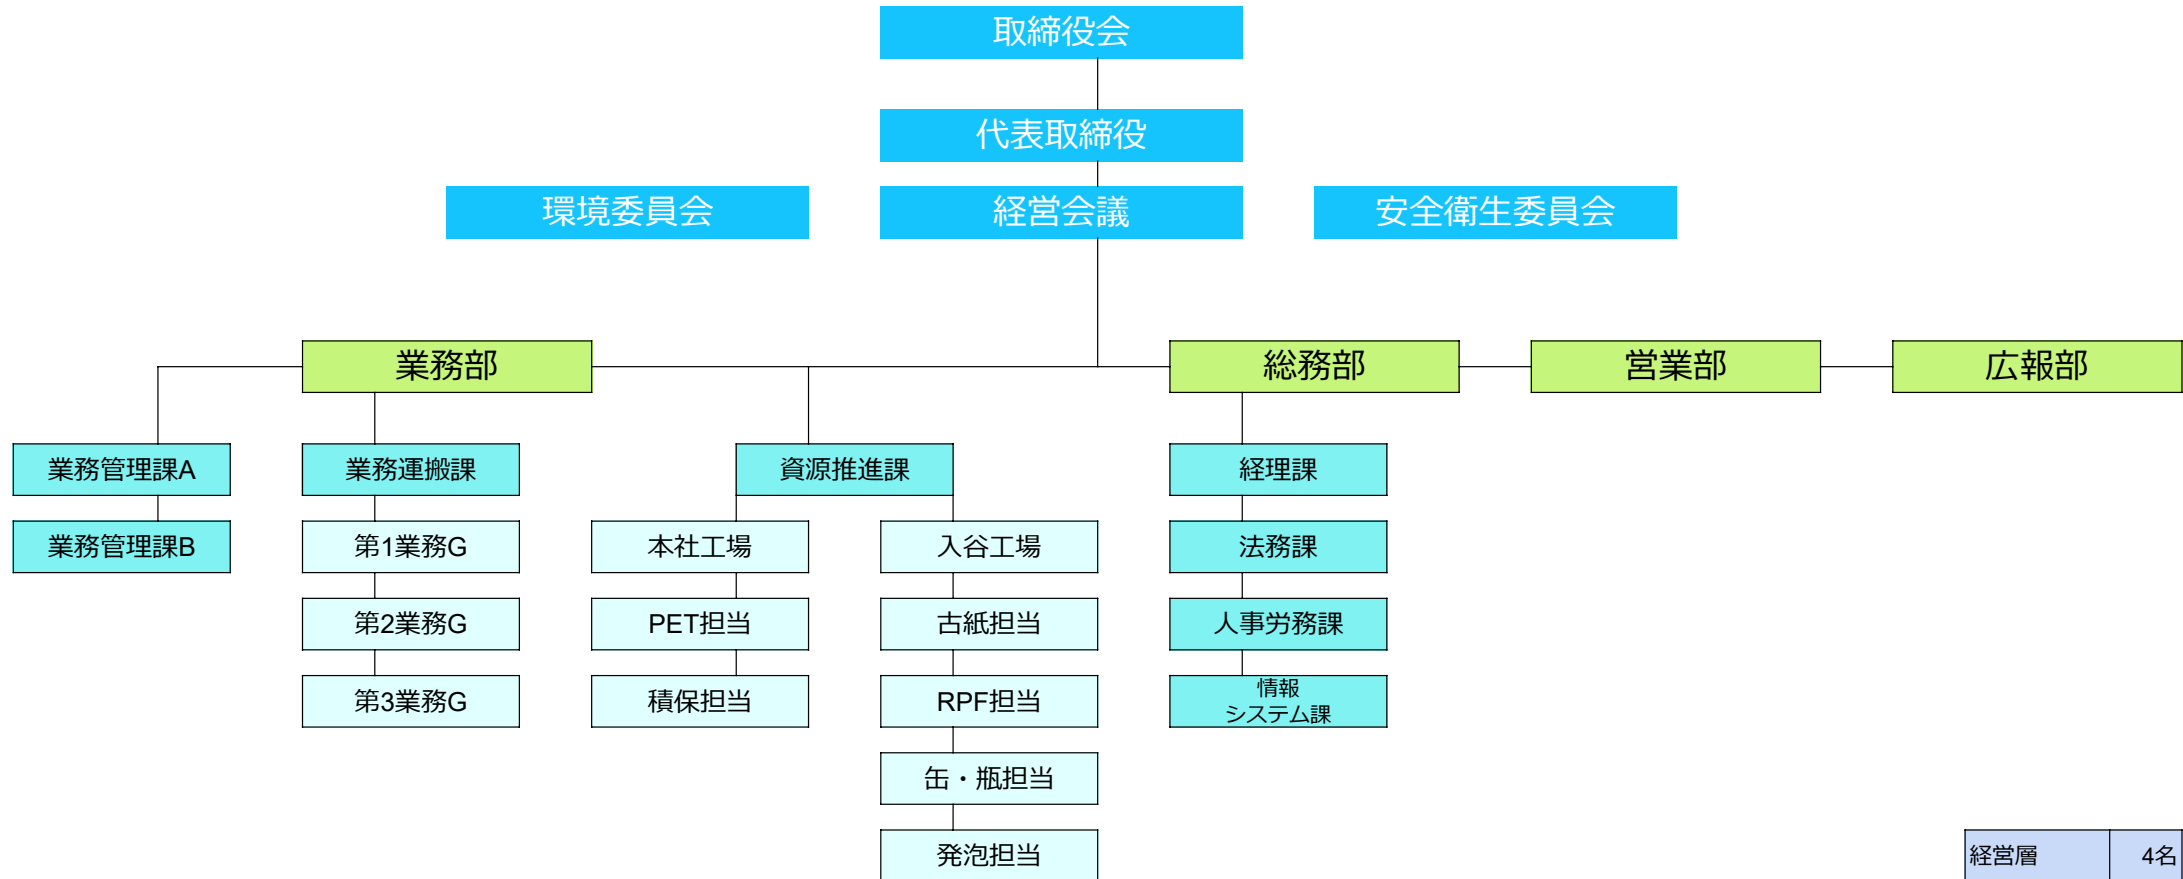 取締役会
代表取締役
環境委員会
経営会議
安全衛生委員会
業務部
総務部
営業部
広報部
業務管理課A
業務運搬課
資源推進課
経理課
業務管理課B
第1業務G
本社工場
入谷工場
法務課
第2業務G
PET担当
古紙担当
人事労務課
第3業務G
積保担当
RPF担当
情報
システム課
缶・瓶担当
発泡担当
経営層 4名